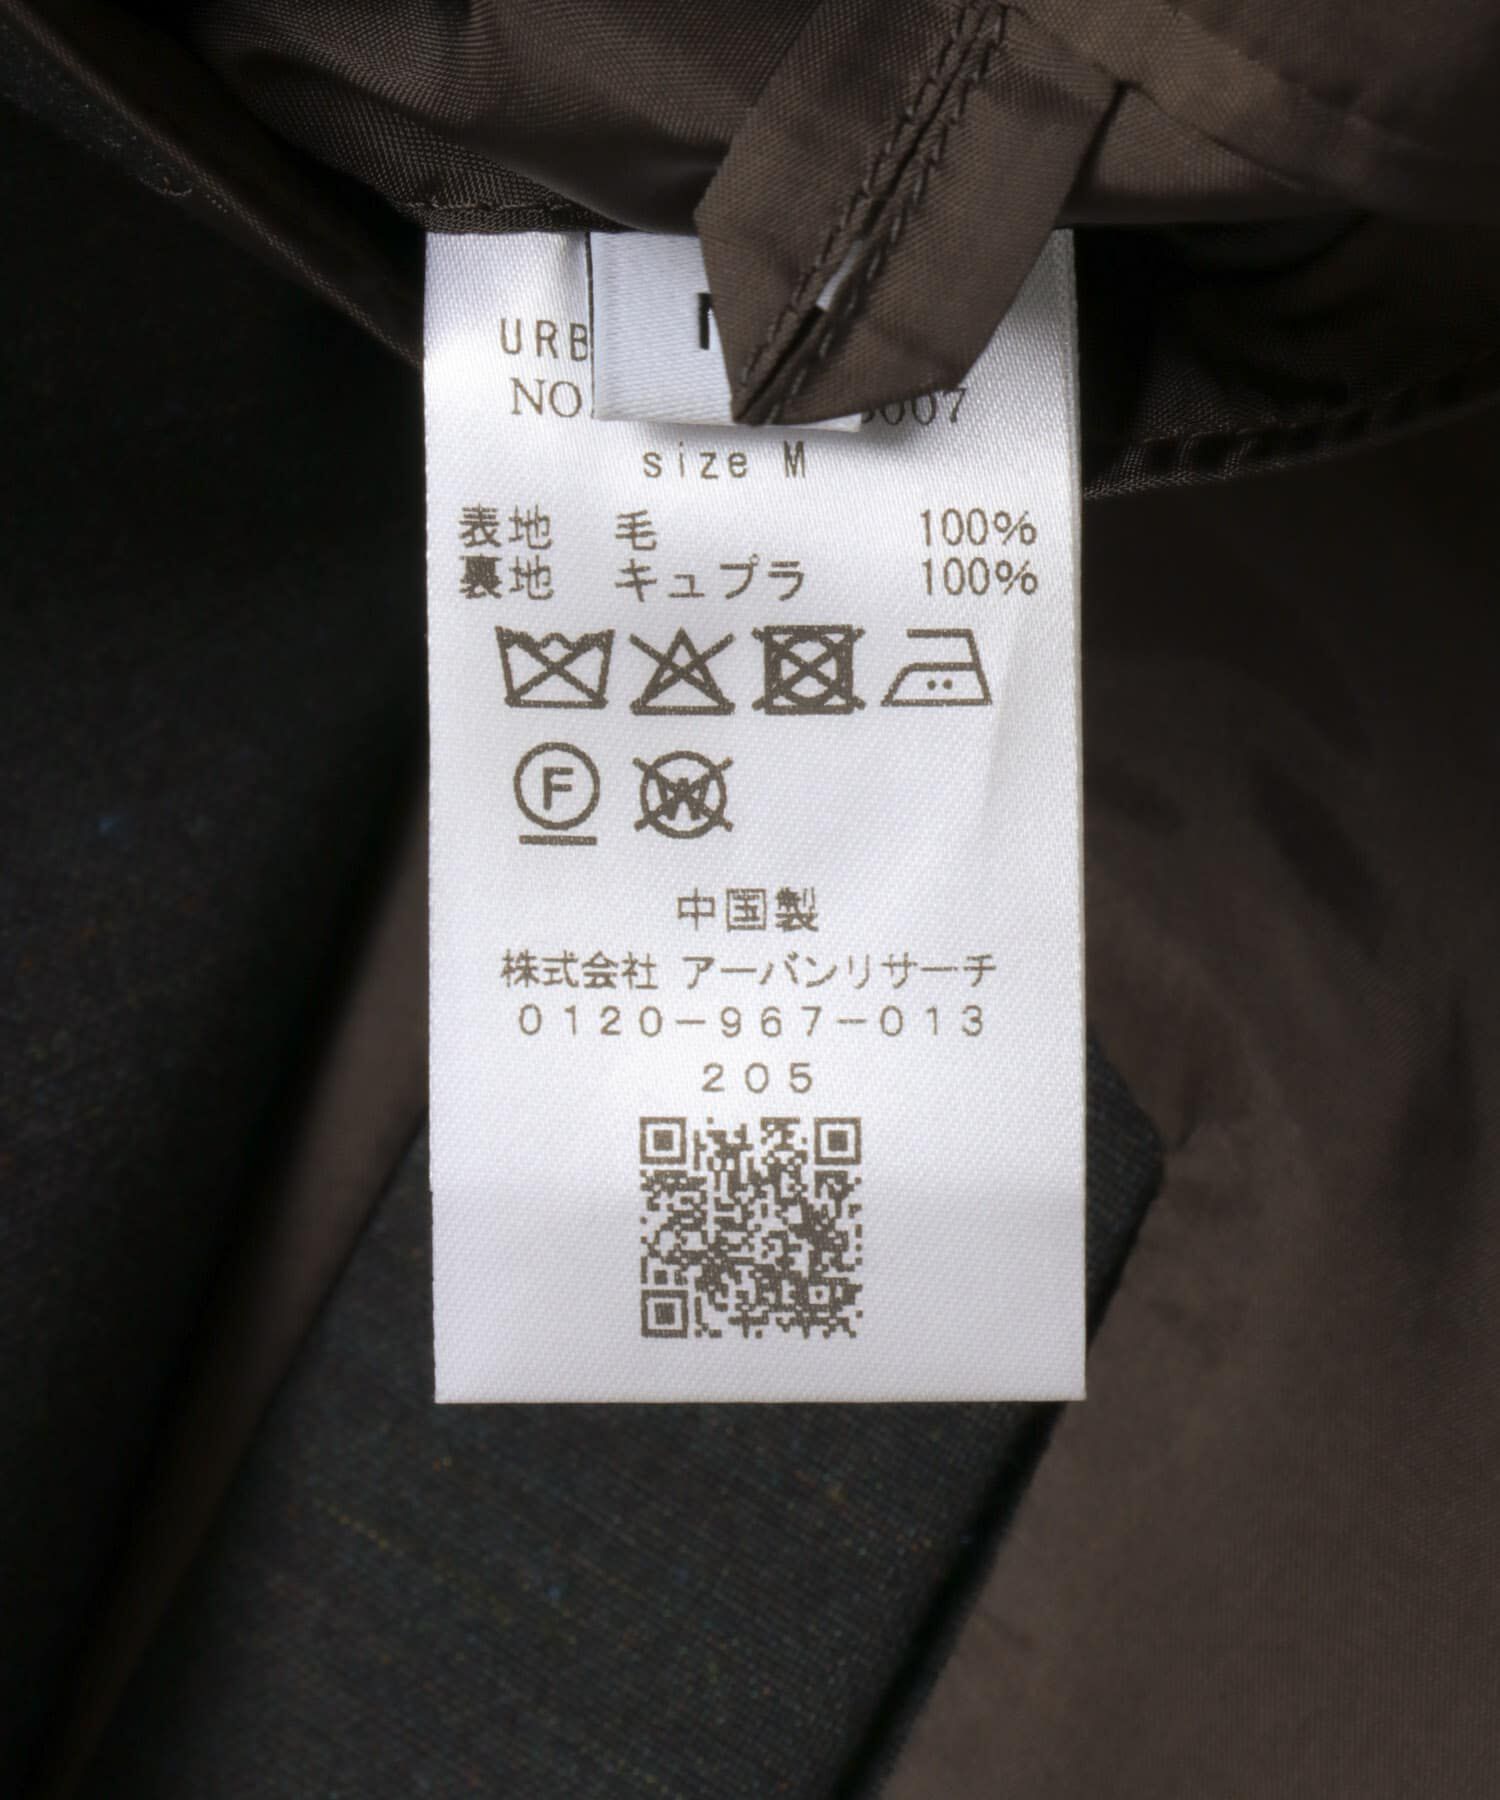 URB
NO.
size M
表地 毛 100%
裏地 キュプラ 100%
F
W
中国製
株式会社 アーバンリサーチ
0120-967-013
205